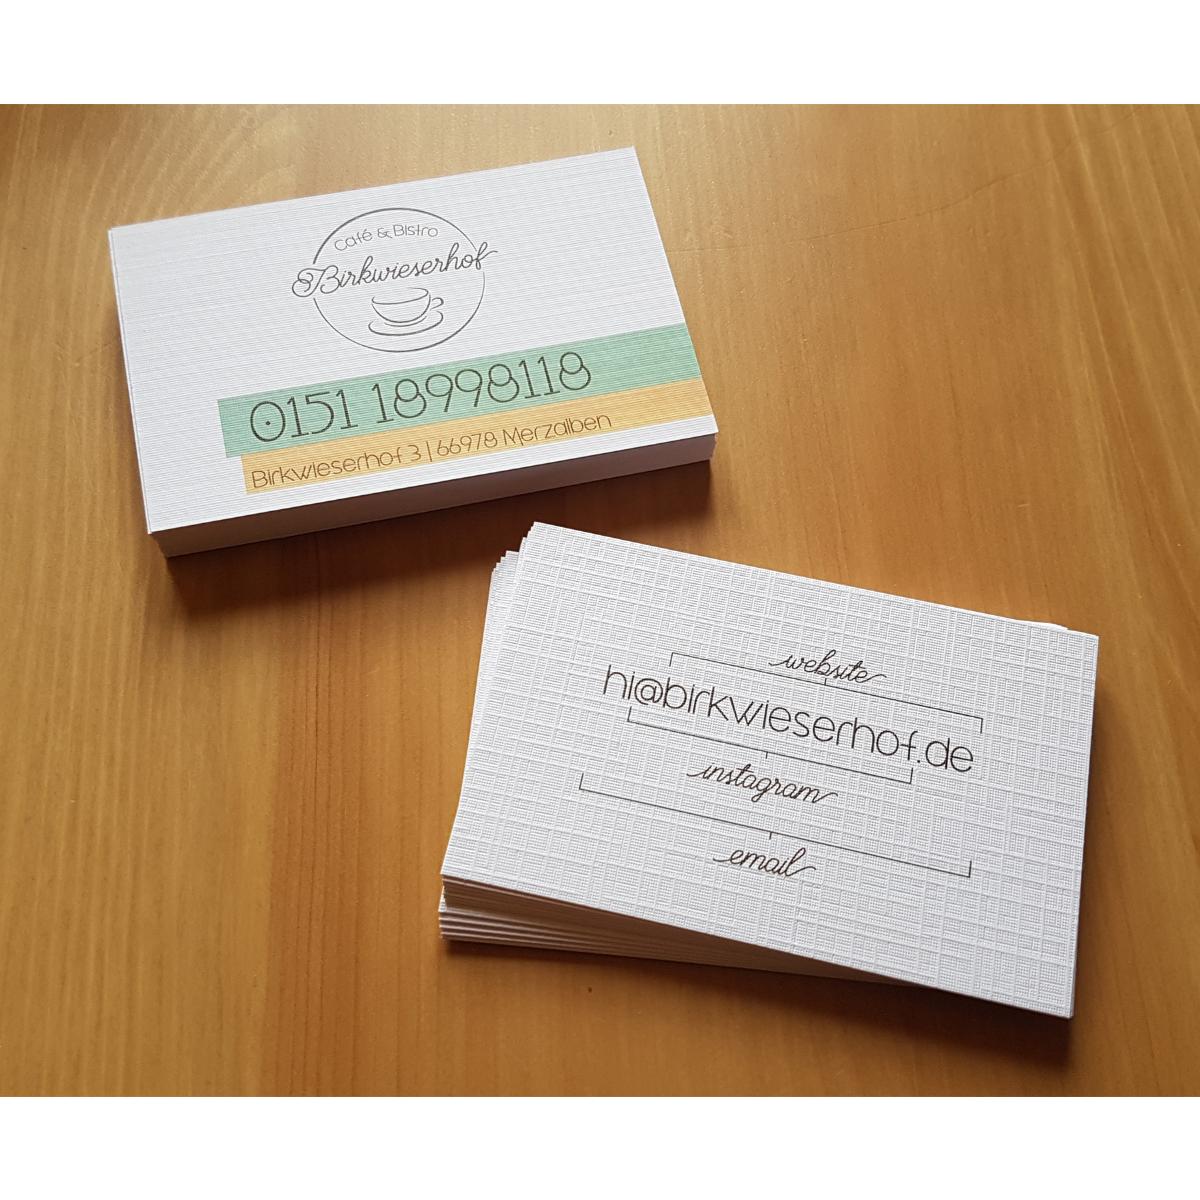 Café & Bistro
Birkwieserhof
0151 18998118
Birkwieserhof 3 | 66978 Merzalben
website
hi@birkwieserhof.de
instagram
email